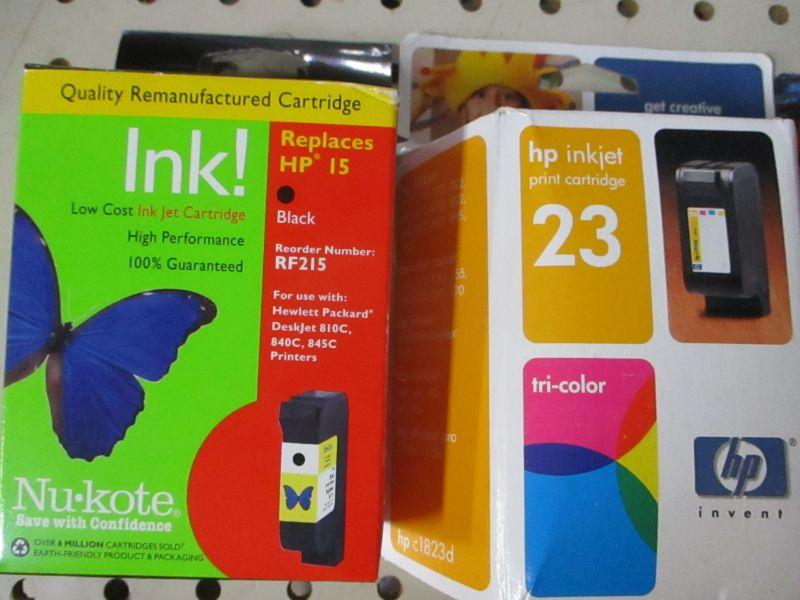 Quality Remanufactured Cartridge
Ink!
Low Cost Ink Jet Cartridge
High Performance
100% Guaranteed
Replaces
HP* 15
Black
Reorder Number:
RF215
For use with:
Hewlett Packard*
DeskJet 810C,
840C, 845C
Printers
Nu·kote®
Save with Confidence
OVER 6 MILLION CARTRIDGES SOLD!
EARTH-FRIENDLY PRODUCT & PACKAGING
get creative
hp inkjet
print cartridge
23
tri-color
hp
®
invent
hp c1823d